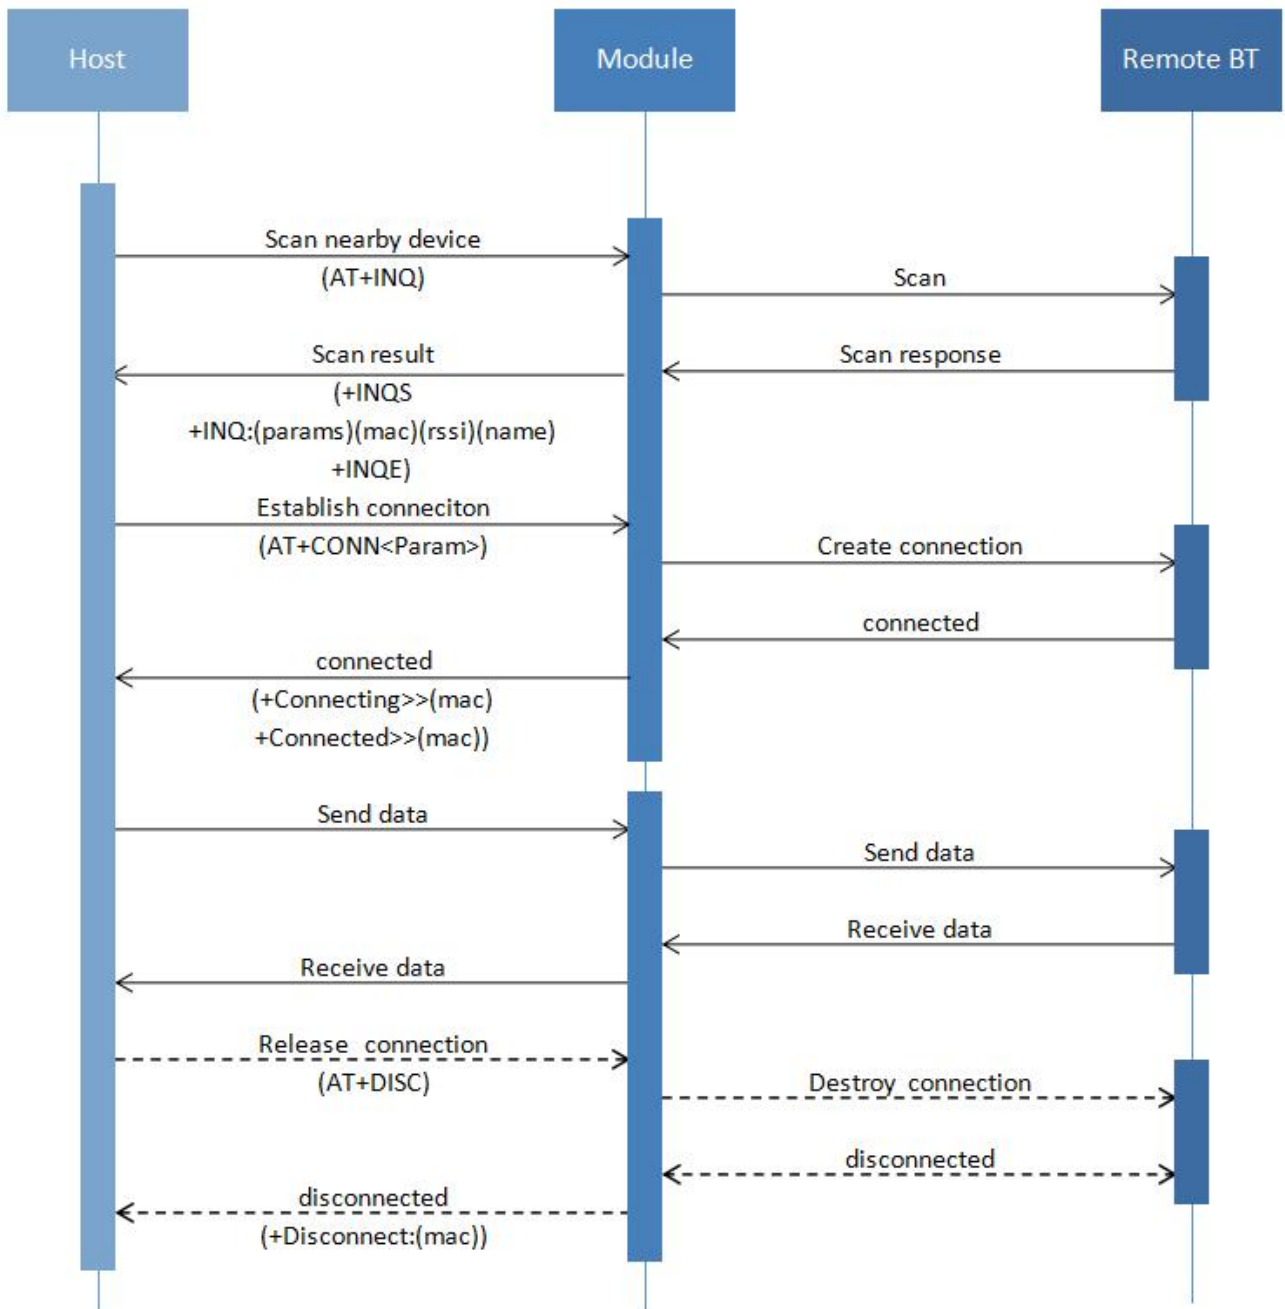 Host
Module
Remote BT
Scan nearby device
(AT+INQ)
Scan
Scan result
Scan response
(+INQS
+INQ:(params)(mac)(rssi)(name)
+INQE)
Establish conneciton
(AT+CONN<Param>)
Create connection
connected
connected
(+Connecting>>(mac)
+Connected>>(mac))
Send data
Send data
Receive data
Receive data
Release connection
(AT+DISC)
Destroy connection
disconnected
disconnected
(+Disconnect:(mac))